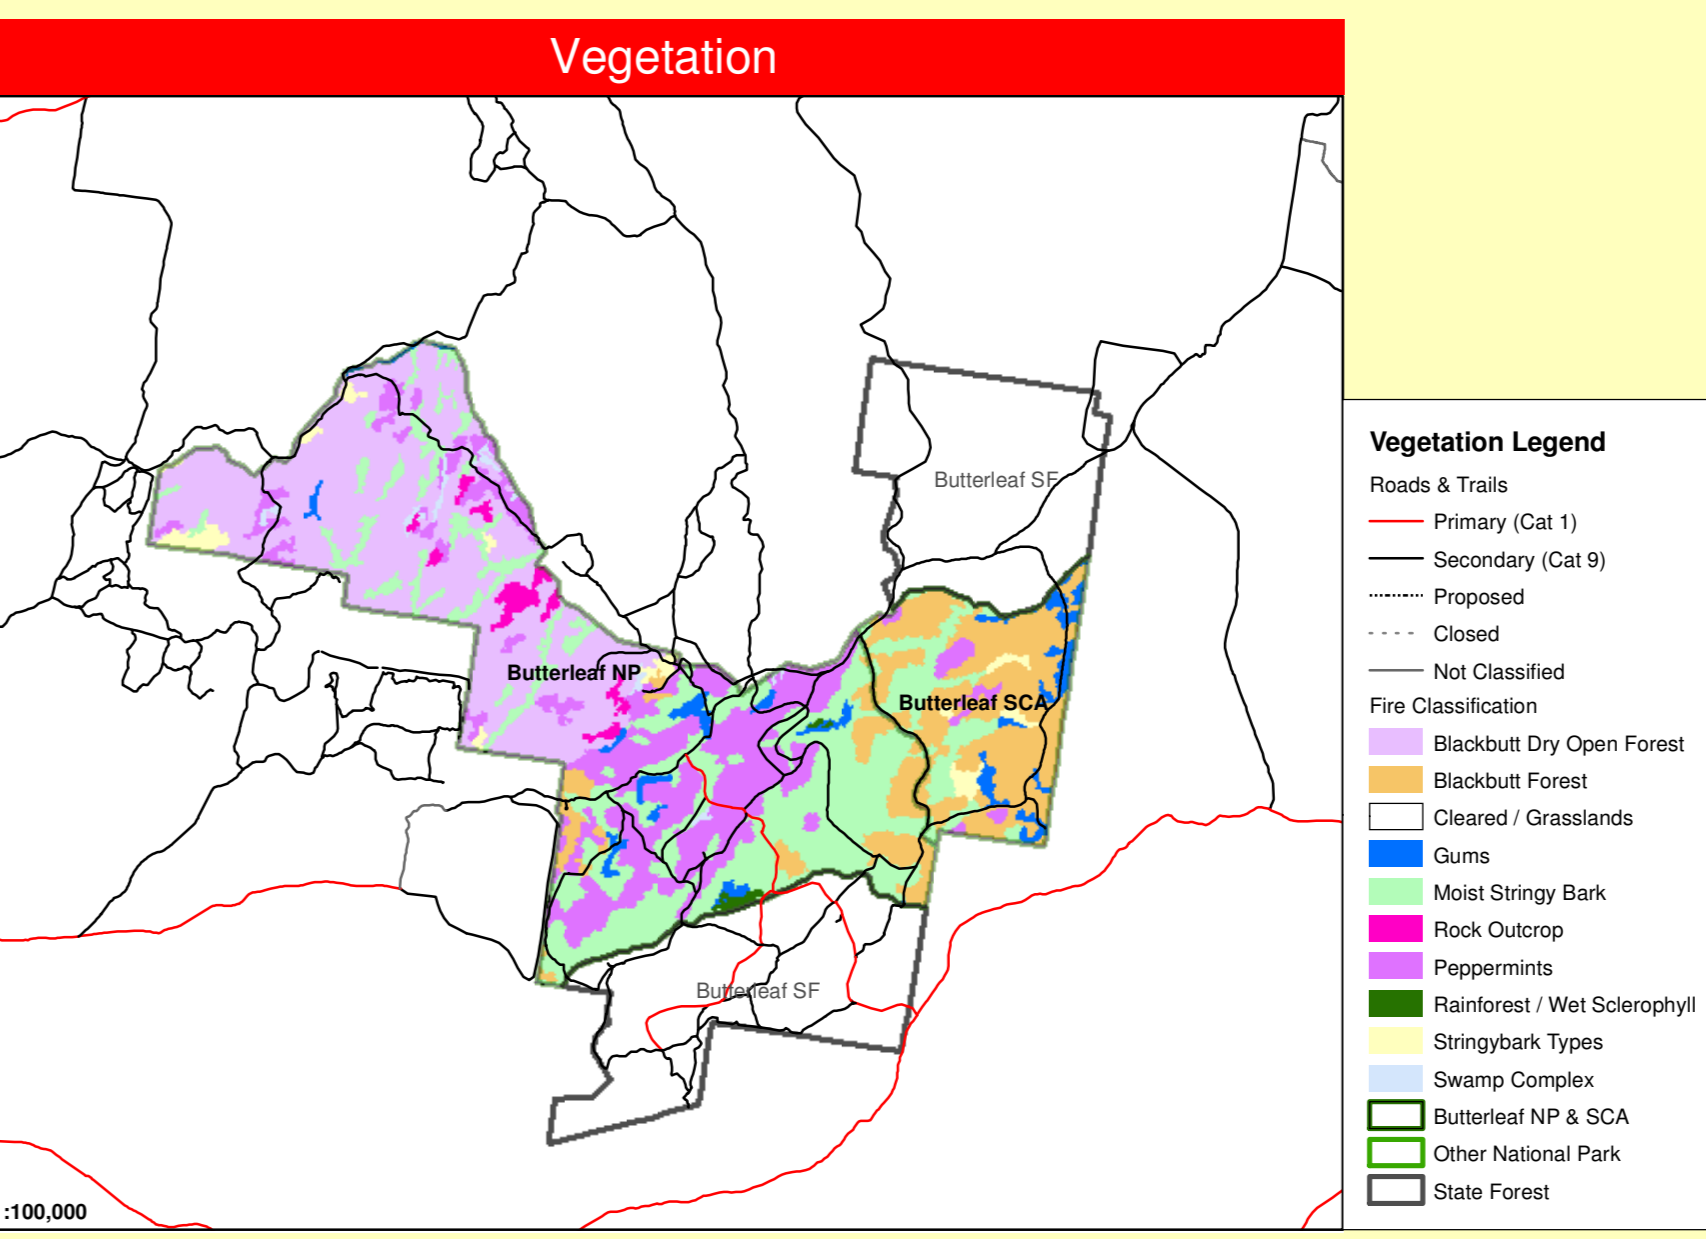 Vegetation
Butterleaf SF
Butterleaf NP
Butterleaf SCA
Butterleaf SF
:100,000
Vegetation Legend
Roads & Trails
Primary (Cat 1)
Secondary (Cat 9)
Proposed
Closed
Not Classified
Fire Classification
Blackbutt Dry Open Forest
Blackbutt Forest
Cleared / Grasslands
Gums
Moist Stringy Bark
Rock Outcrop
Peppermints
Rainforest / Wet Sclerophyll
Stringybark Types
Swamp Complex
Butterleaf NP & SCA
Other National Park
State Forest